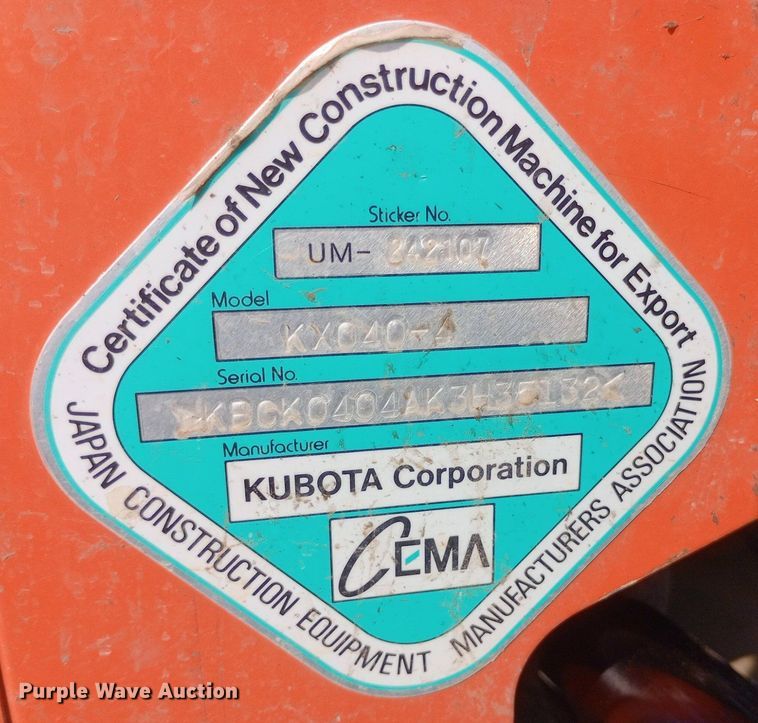 Certificate of New Construction Machine for Export
Sticker No.
UM- 242107
Model
KX040-4
Serial No.
Manufacturer
KUBOTA Corporation
CEMA
JAPAN CONSTRUCTION EQUIPMENT MANUFACTURERS ASSOCIATION
Purple Wave Auction